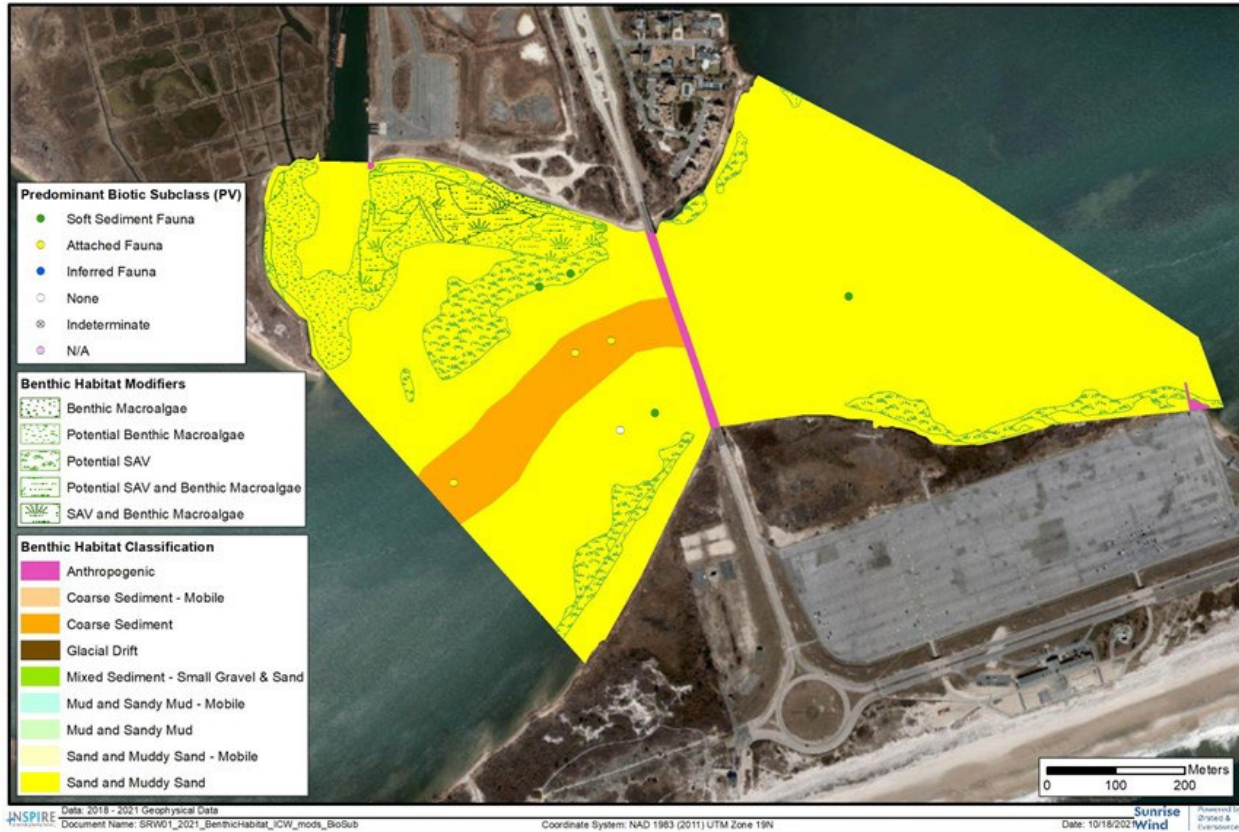 Predominant Biotic Subclass (PV)
Soft Sediment Fauna
Attached Fauna
Inferred Fauna
None
Indeterminate
N/A
Benthic Habitat Modifiers
Benthic Macroalgae
Potential Benthic Macroalgae
Potential SAV
Potential SAV and Benthic Macroalgae
SAV and Benthic Macroalgae
Benthic Habitat Classification
Anthropogenic
Coarse Sediment - Mobile
Coarse Sediment
Glacial Drift
Mixed Sediment - Small Gravel & Sand
Mud and Sandy Mud - Mobile
Mud and Sandy Mud
Sand and Muddy Sand - Mobile
Sand and Muddy Sand
Meters
0 100 200
INSPIRE
Data: 2018 - 2021 Geophysical Data
Document Name: SRW01_2021_BenthicHabitat_ICW_mods_BioSub
Coordinate System: NAD 1983 (2011) UTM Zone 19N
Date: 10/18/2021
Sunrise
Wind
Powered by
Ørsted &
Eversource